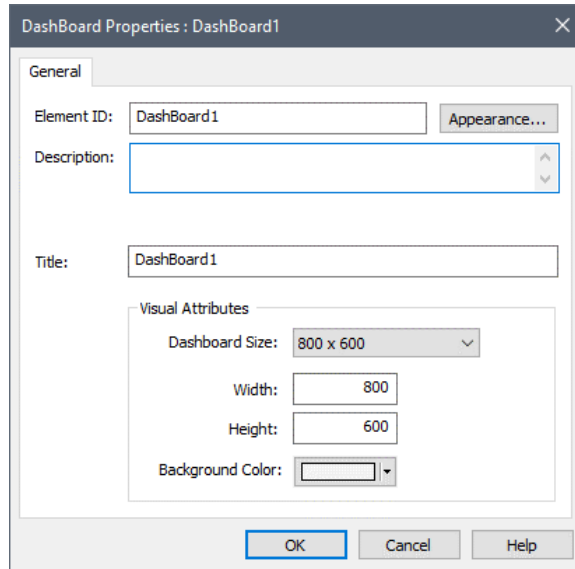 DashBoard Properties : DashBoard1
General
Element ID: DashBoard1 Appearance...
Description:
Title: DashBoard1
Visual Attributes
Dashboard Size: 800 x 600
Width: 800
Height: 600
Background Color:
OK Cancel Help